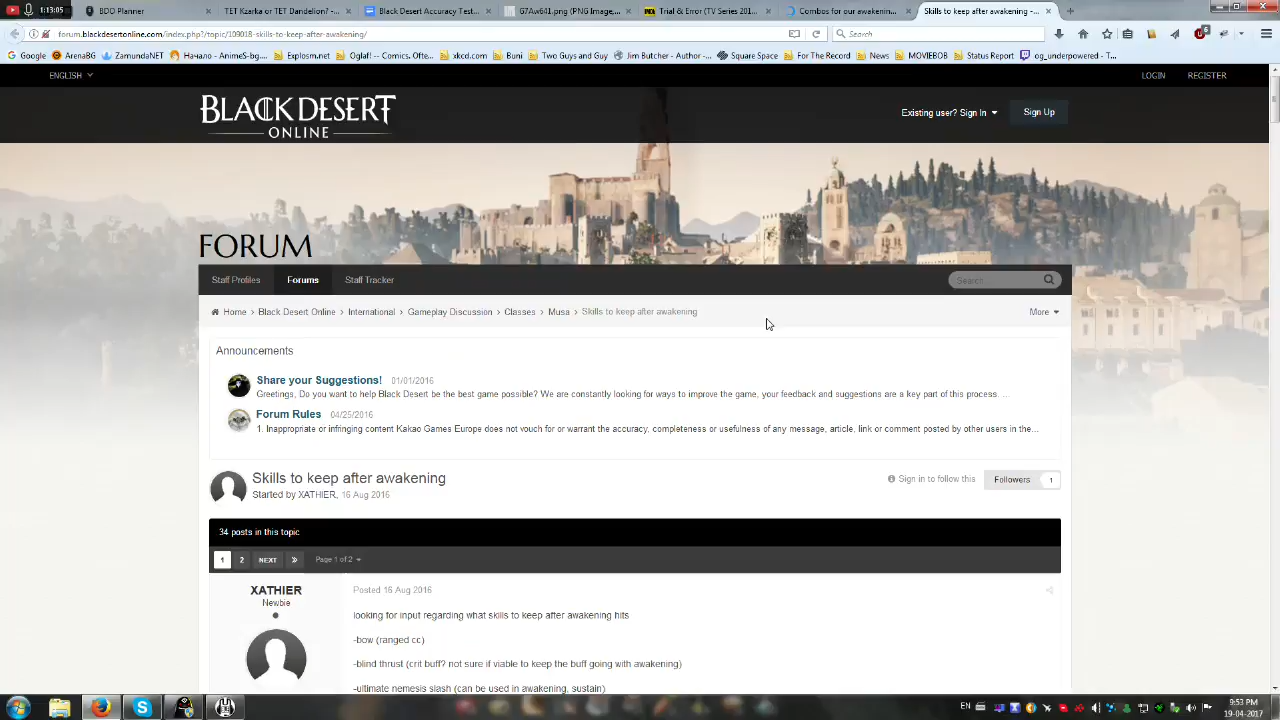 1:13:05
BDO Planner
TET Kzarka or TET Dandelion? -
Black Desert Accuracy Test...
G7Aw601.png (PNG Image,...
Trial & Error (TV Series 201...
Combos for our awakenin...
Skills to keep after awakening -...
forum.blackdesertonline.com/index.php?/topic/109018-skills-to-keep-after-awakening/
Search
Google
ArenaBG
ZamundaNET
Начало - AnimeS-bg....
Status_rosm.net
Oglaf! -- Comics. Ofte...
xkcd.com
Buni
Two Guys and Guy
Jim Butcher - Author -...
Square Space
For The Record
News
MOVIEBOB
og_underpowered - T...
ENGLISH
LOGIN
REGISTER
BLACK DESERT
ONLINE
Existing user? Sign In
Sign Up
FORUM
Staff Profiles
Forums
Staff Tracker
Search
Home > Black Desert Online > International > Gameplay Discussion > Classes > Musa > Skills to keep after awakening
More
Announcements
Share your Suggestions! 01/01/2016
Greetings, Do you want to help Black Desert be the best game possible? We are constantly looking for ways to improve the game, your feedback and suggestions are a key part of this process. ...
Forum Rules 04/25/2016
1. Inappropriate or infringing content Kakao Games Europe does not vouch for or warrant the accuracy, completeness or usefulness of any message, article, link or comment posted by other users in the...
Skills to keep after awakening
Started by XATHIER, 16 Aug 2016
Sign in to follow this
Followers 1
34 posts in this topic
1 2 NEXT » Page 1 of 2
XATHIER
Newbie
Posted 16 Aug 2016
looking for input regarding what skills to keep after awakening hits
-bow (ranged cc)
-blind thrust (crit buff? not sure if viable to keep the buff going with awakening)
-ultimate nemesis slash (can be used in awakening, sustain)
EN
9:53 PM
19-04-2017